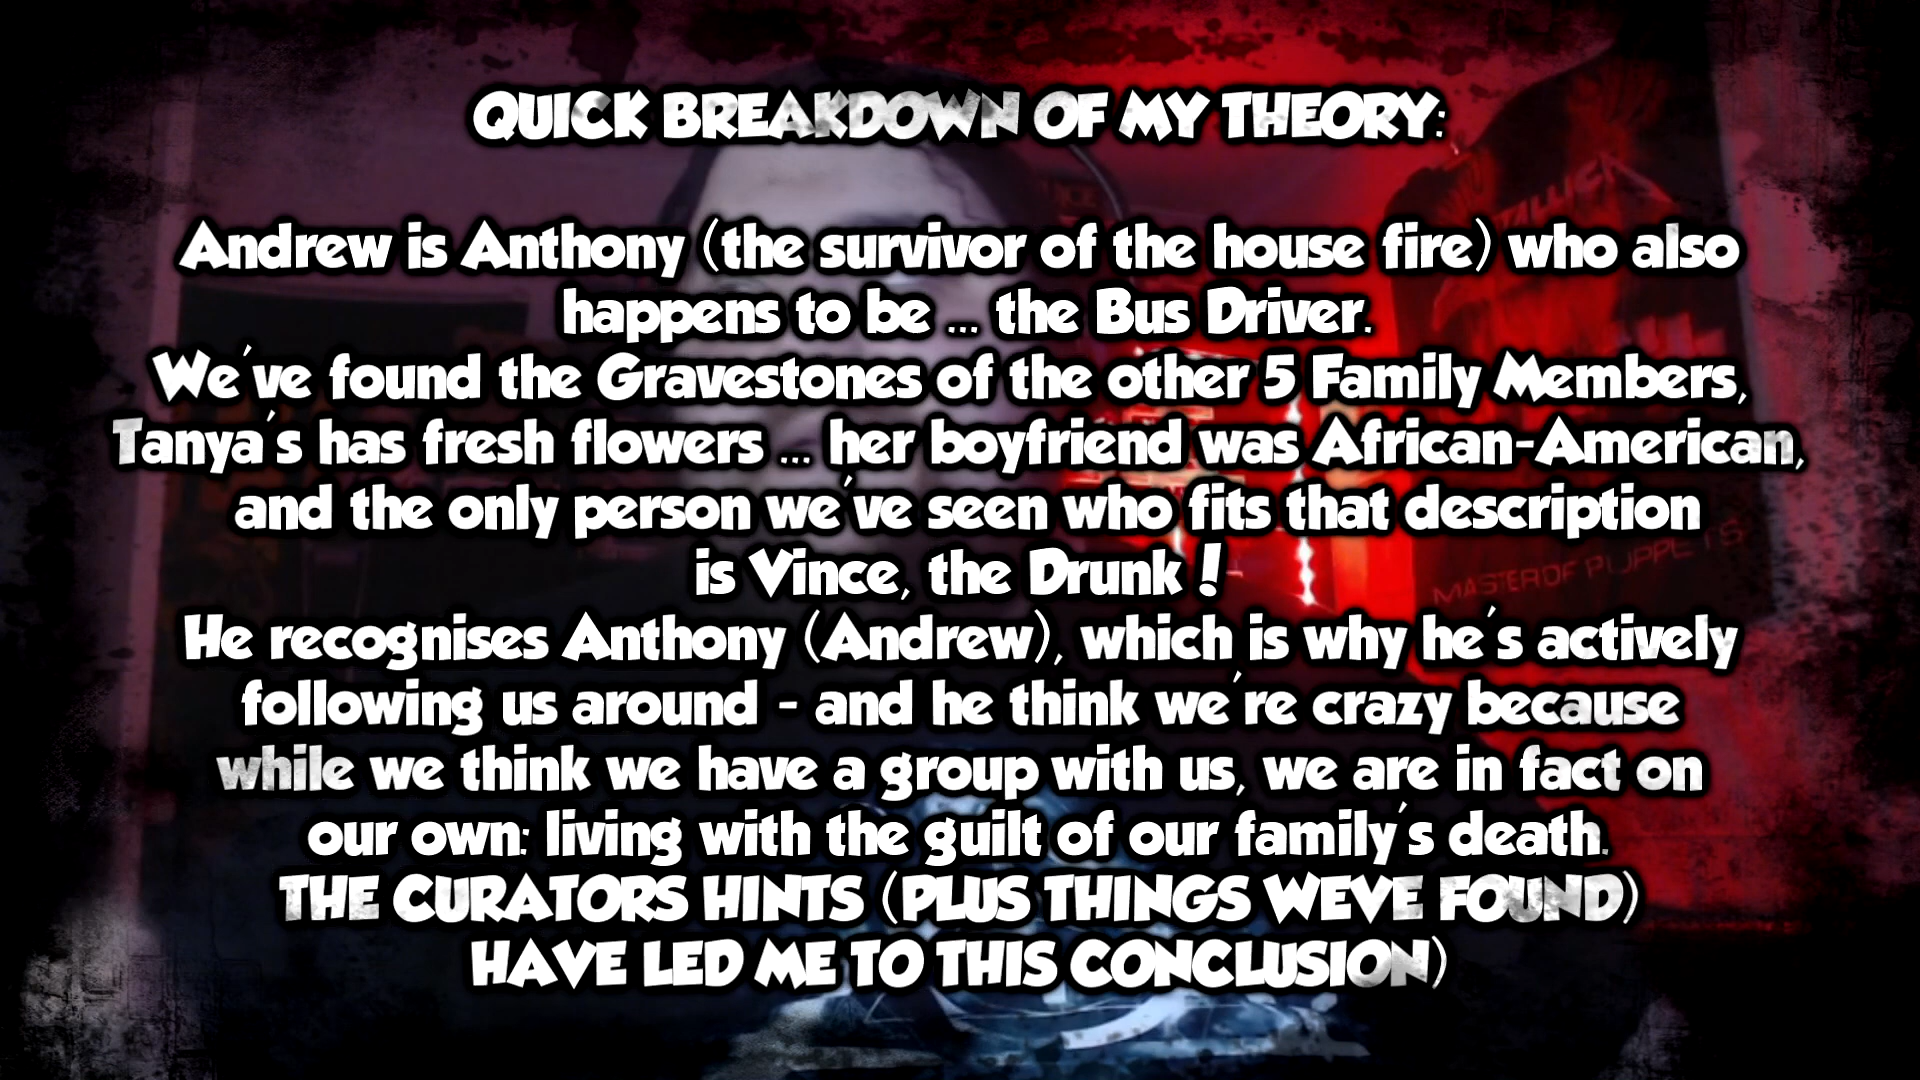 QUICK BREAKDOWN OF MY THEORY:
Andrew is Anthony (the survivor of the house fire) who also
happens to be ... the Bus Driver.
We've found the Gravestones of the other 5 Family Members,
Tanya's has fresh flowers ... her boyfriend was African-American,
and the only person we've seen who fits that description
is Vince, the Drunk!
He recognises Anthony (Andrew), which is why he's actively
following us around - and he think we're crazy because
while we think we have a group with us, we are in fact on
our own: living with the guilt of our family's death.
THE CURATORS HINTS (PLUS THINGS WEVE FOUND)
HAVE LED ME TO THIS CONCLUSION)
METALLICA
MASTER OF PUPPETS